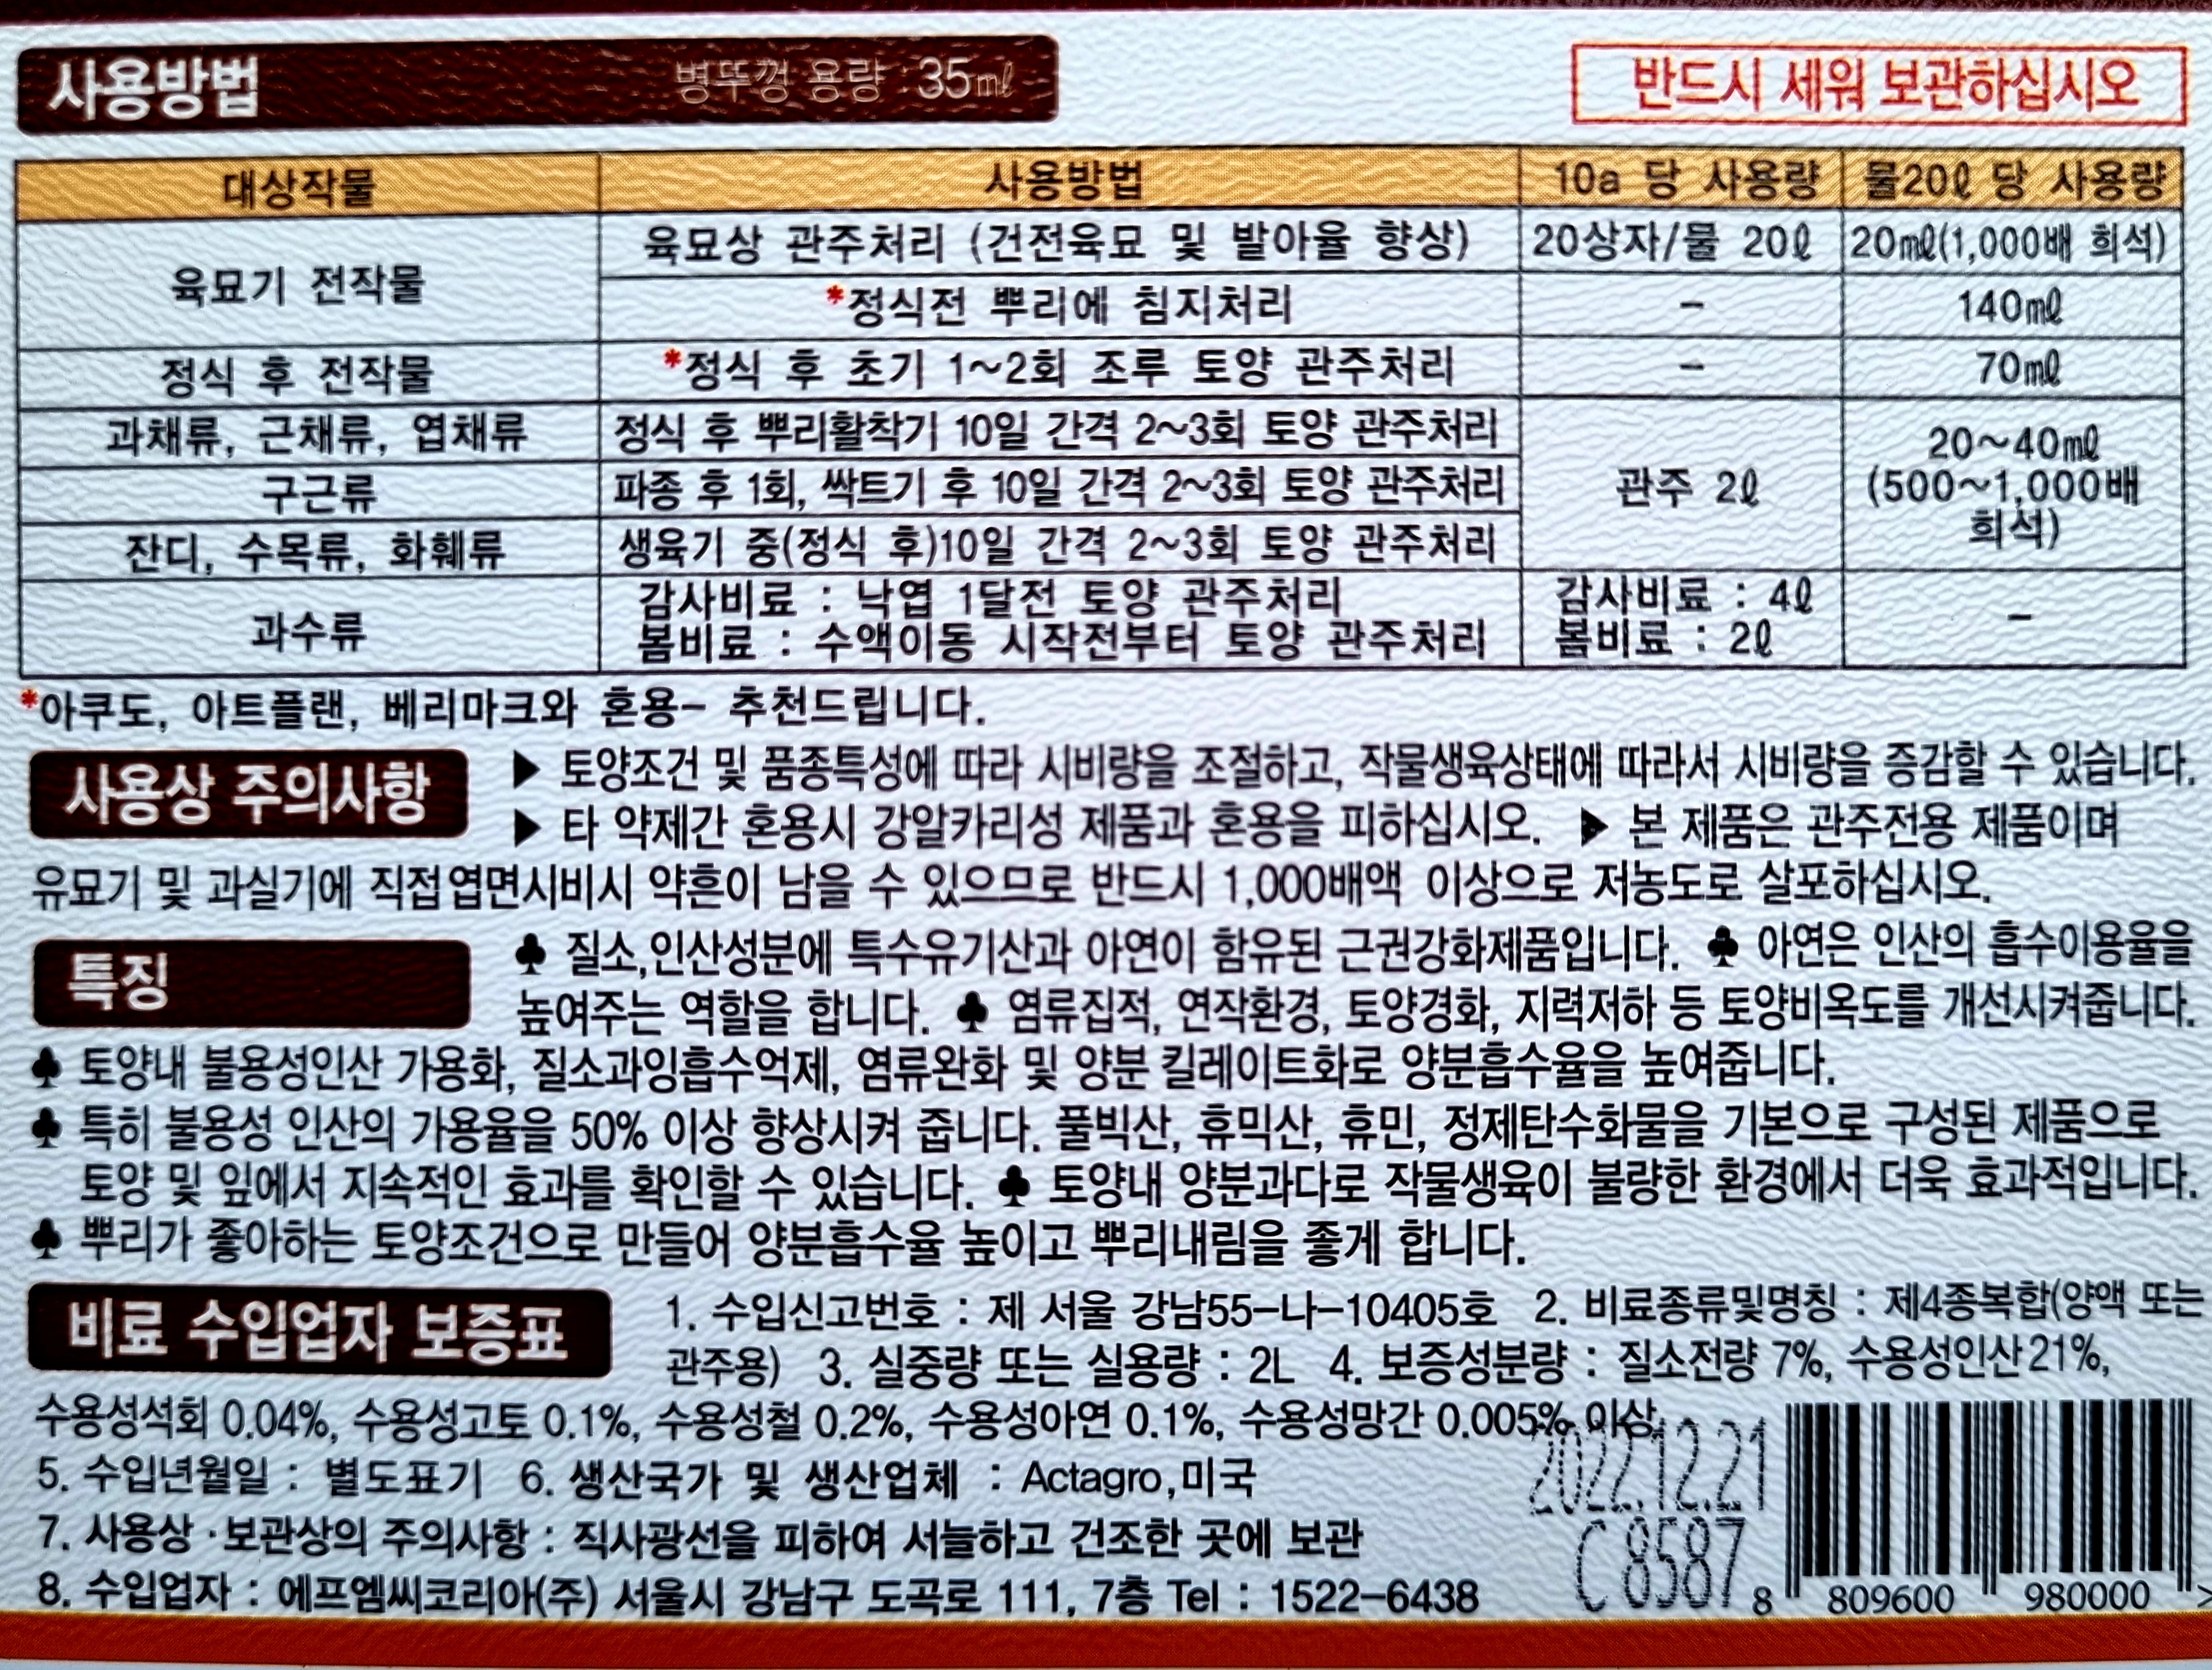 사용방법 병뚜껑 용량 : 35㎖
반드시 세워 보관하십시오
대상작물 사용방법 10a 당 사용량 물20ℓ 당 사용량
육묘기 전작물 육묘상 관주처리 (건전육묘 및 발아율 향상) 20상자/물 20ℓ 20㎖(1,000배 희석)
*정식전 뿌리에 침지처리 - 140㎖
정식 후 전작물 *정식 후 초기 1~2회 조루 토양 관주처리 - 70㎖
과채류, 근채류, 엽채류 정식 후 뿌리활착기 10일 간격 2~3회 토양 관주처리
구근류 파종 후 1회, 싹트기 후 10일 간격 2~3회 토양 관주처리
잔디, 수목류, 화훼류 생육기 중(정식 후)10일 간격 2~3회 토양 관주처리
관주 2ℓ
20~40㎖
(500~1,000배
희석)
과수류
감사비료 : 낙엽 1달전 토양 관주처리
봄비료 : 수액이동 시작전부터 토양 관주처리
감사비료 : 4ℓ
봄비료 : 2ℓ
-
*아쿠도, 아트플랜, 베리마크와 혼용- 추천드립니다.
사용상 주의사항
▶ 토양조건 및 품종특성에 따라 시비량을 조절하고, 작물생육상태에 따라서 시비량을 증감할 수 있습니다.
▶ 타 약제간 혼용시 강알카리성 제품과 혼용을 피하십시오. ▶ 본 제품은 관주전용 제품이며
유묘기 및 과실기에 직접엽면시비시 약흔이 남을 수 있으므로 반드시 1,000배액 이상으로 저농도로 살포하십시오.
특징
♣ 질소,인산성분에 특수유기산과 아연이 함유된 근권강화제품입니다. ♣ 아연은 인산의 흡수이용율을
높여주는 역할을 합니다. ♣ 염류집적, 연작환경, 토양경화, 지력저하 등 토양비옥도를 개선시켜줍니다.
♣ 토양내 불용성인산 가용화, 질소과잉흡수억제, 염류완화 및 양분 킬레이트화로 양분흡수율을 높여줍니다.
♣ 특히 불용성 인산의 가용율을 50% 이상 향상시켜 줍니다. 풀빅산, 휴믹산, 휴민, 정제탄수화물을 기본으로 구성된 제품으로
토양 및 잎에서 지속적인 효과를 확인할 수 있습니다. ♣ 토양내 양분과다로 작물생육이 불량한 환경에서 더욱 효과적입니다.
♣ 뿌리가 좋아하는 토양조건으로 만들어 양분흡수율 높이고 뿌리내림을 좋게 합니다.
비료 수입업자 보증표
1. 수입신고번호 : 제 서울 강남55-나-10405호 2. 비료종류및명칭 : 제4종복합(양액 또는
관주용) 3. 실중량 또는 실용량 : 2L 4. 보증성분량 : 질소전량 7%, 수용성인산21%,
수용성석회 0.04%, 수용성고토 0.1%, 수용성철 0.2%, 수용성아연 0.1%, 수용성망간 0.005% 이상
5. 수입년월일 : 별도표기 6. 생산국가 및 생산업체 : Actagro,미국
7. 사용상·보관상의 주의사항 : 직사광선을 피하여 서늘하고 건조한 곳에 보관
8. 수입업자 : 에프엠씨코리아(주) 서울시 강남구 도곡로 111, 7층 Tel : 1522-6438
2022.12.21
C8587
8 809600 980000 >